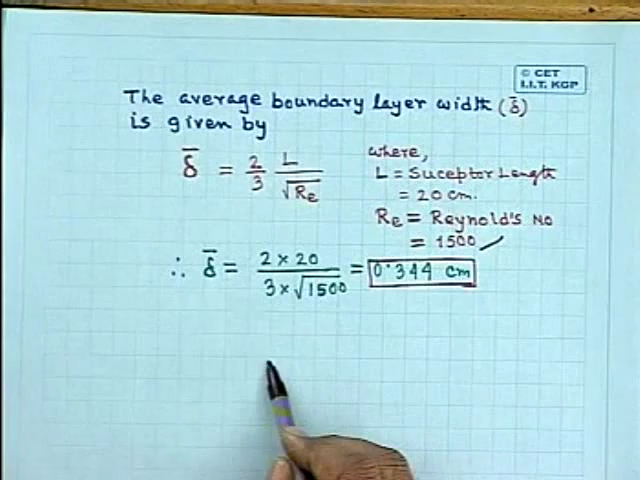 © CET
I.I.T. KGP
The average boundary layer width (δ̄)
is given by
δ̄ = 2/3 L/√Re
where,
L = Suceptor Length
= 20 cm.
Re = Reynold's No
= 1500 ✓
∴ δ̄ = 2 × 20 / 3 × √1500 = 0.344 cm